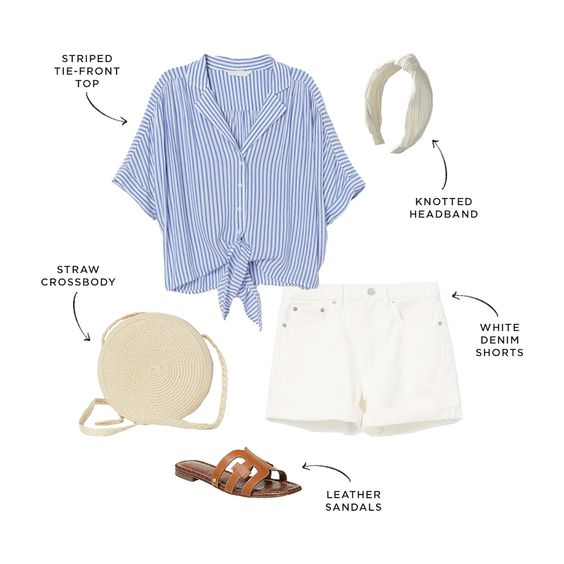 STRIPED
TIE-FRONT
TOP
KNOTTED
HEADBAND
STRAW
CROSSBODY
WHITE
DENIM
SHORTS
LEATHER
SANDALS